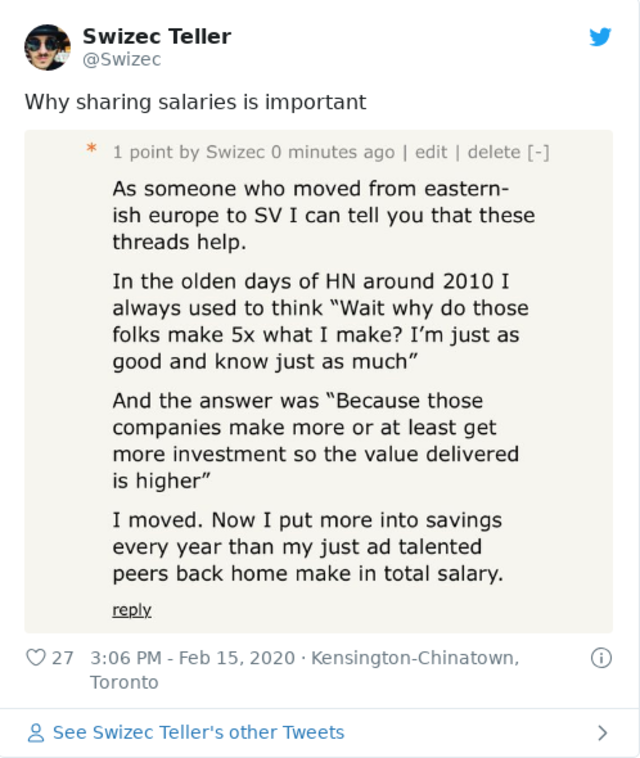 Swizec Teller
@Swizec
Why sharing salaries is important
* 1 point by Swizec 0 minutes ago | edit | delete [-]
As someone who moved from eastern-
ish europe to SV I can tell you that these
threads help.
In the olden days of HN around 2010 I
always used to think “Wait why do those
folks make 5x what I make? I’m just as
good and know just as much”
And the answer was “Because those
companies make more or at least get
more investment so the value delivered
is higher”
I moved. Now I put more into savings
every year than my just ad talented
peers back home make in total salary.
reply
27 3:06 PM - Feb 15, 2020 · Kensington-Chinatown,
Toronto
See Swizec Teller's other Tweets